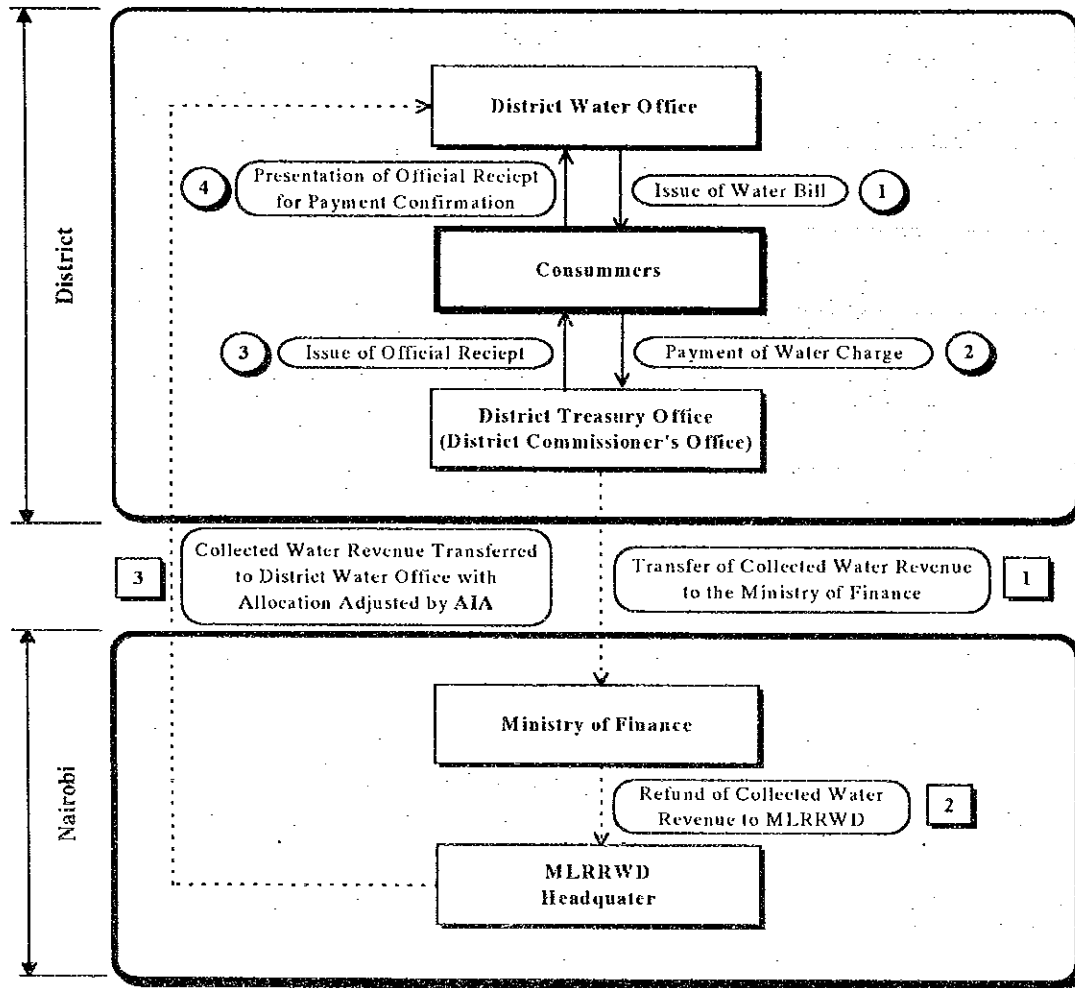 District
District Water Office
4
Presentation of Official Reciept
for Payment Confirmation
Issue of Water Bill
1
Consummers
3
Issue of Official Reciept
Payment of Water Charge
2
District Treasury Office
(District Commissioner's Office)
3
Collected Water Revenue Transferred
to District Water Office with
Allocation Adjusted by AIA
Transfer of Collected Water Revenue
to the Ministry of Finance
1
Nairobi
Ministry of Finance
Refund of Collected Water
Revenue to MLRRWD
2
MLRRWD
Headquater